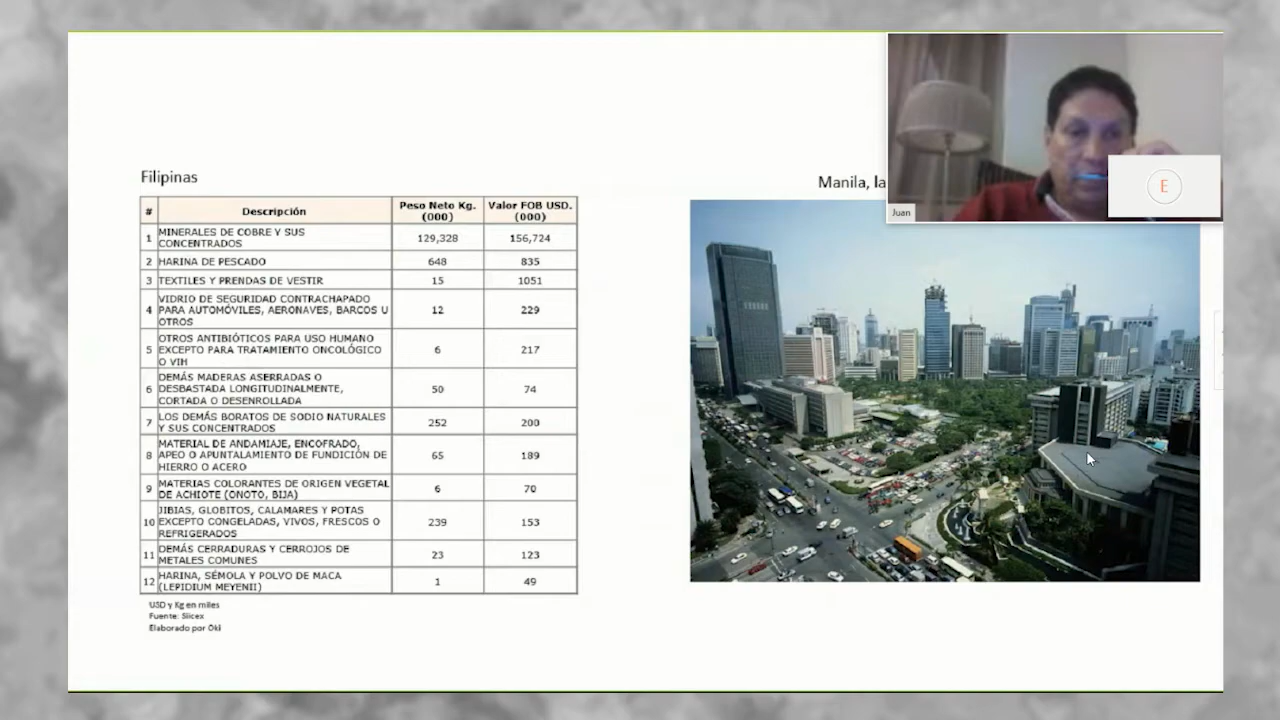 Filipinas
# Descripción Peso Neto Kg. (000) Valor FOB USD. (000)
1 MINERALES DE COBRE Y SUS
CONCENTRADOS 129,328 156,724
2 HARINA DE PESCADO 648 835
3 TEXTILES Y PRENDAS DE VESTIR 15 1051
4 VIDRIO DE SEGURIDAD CONTRACHAPADO
PARA AUTOMÓVILES, AERONAVES, BARCOS U
OTROS 12 229
5 OTROS ANTIBIÓTICOS PARA USO HUMANO
EXCEPTO PARA TRATAMIENTO ONCOLÓGICO
O VIH 6 217
6 DEMÁS MADERAS ASERRADAS O
DESBASTADA LONGITUDINALMENTE,
CORTADA O DESENROLLADA 50 74
7 LOS DEMÁS BORATOS DE SODIO NATURALES
Y SUS CONCENTRADOS 252 200
8 MATERIAL DE ANDAMIAJE, ENCOFRADO,
APEO O APUNTALAMIENTO DE FUNDICIÓN DE
HIERRO O ACERO 65 189
9 MATERIAS COLORANTES DE ORIGEN VEGETAL
DE ACHIOTE (ONOTO, BIJA) 6 70
10 JIBIAS, GLOBITOS, CALAMARES Y POTAS
EXCEPTO CONGELADAS, VIVOS, FRESCOS O
REFRIGERADOS 239 153
11 DEMÁS CERRADURAS Y CERROJOS DE
METALES COMUNES 23 123
12 HARINA, SÉMOLA Y POLVO DE MACA
(LEPIDIUM MEYENII) 1 49
USD y Kg en miles
Fuente: Siicex
Elaborado por Oki
Manila, la
Juan
E